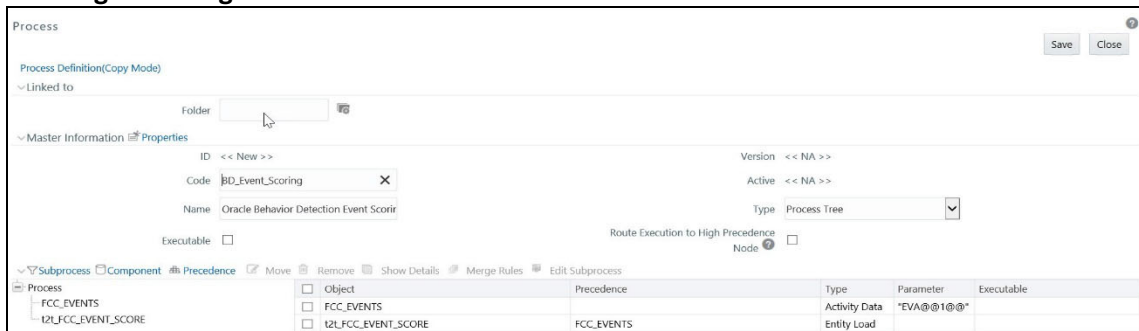 Process
Save Close
Process Definition(Copy Mode)
Linked to
Folder
Master Information Properties
ID << New >> Version << NA >>
Code BD_Event_Scoring Active << NA >>
Name Oracle Behavior Detection Event Scorin Type Process Tree
Executable Route Execution to High Precedence Node
Subprocess Component Precedence Move Remove Show Details Merge Rules Edit Subprocess
Process Object Precedence Type Parameter Executable
FCC_EVENTS FCC_EVENTS Activity Data "EVA@@1@@"
t2t_FCC_EVENT_SCORE t2t_FCC_EVENT_SCORE FCC_EVENTS Entity Load